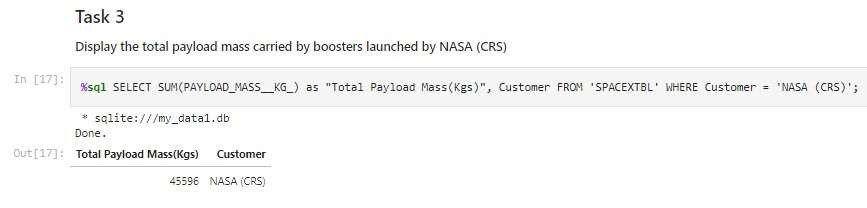 Task 3
Display the total payload mass carried by boosters launched by NASA (CRS)
In [17]: %sql SELECT SUM(PAYLOAD_MASS__KG_) as "Total Payload Mass(Kgs)", Customer FROM 'SPACEXTBL' WHERE Customer = 'NASA (CRS)';
* sqlite:///my_data1.db
Done.
Out[17]: Total Payload Mass(Kgs) Customer
45596 NASA (CRS)